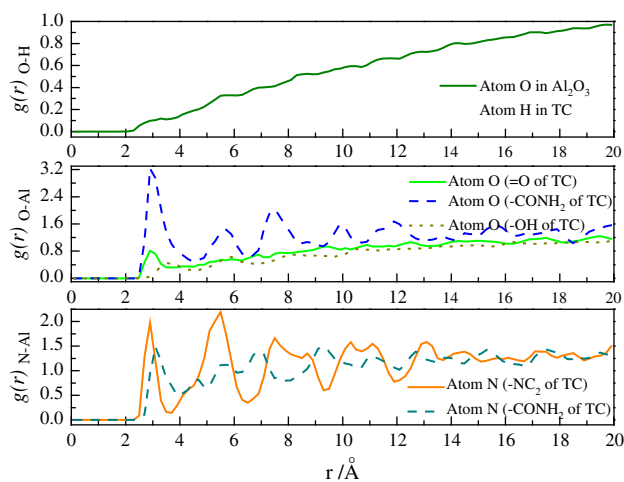 g(r) O-H
1.0
0.8
0.6
0.4
0.2
0.0
Atom O in Al₂O₃
Atom H in TC
0 2 4 6 8 10 12 14 16 18 20
g(r) O-Al
3.2
2.4
1.6
0.8
0.0
Atom O (=O of TC)
Atom O (-CONH₂ of TC)
Atom O (-OH of TC)
0 2 4 6 8 10 12 14 16 18 20
g(r) N-Al
2.0
1.5
1.0
0.5
0.0
Atom N (-NC₂ of TC)
Atom N (-CONH₂ of TC)
0 2 4 6 8 10 12 14 16 18 20
r /Å